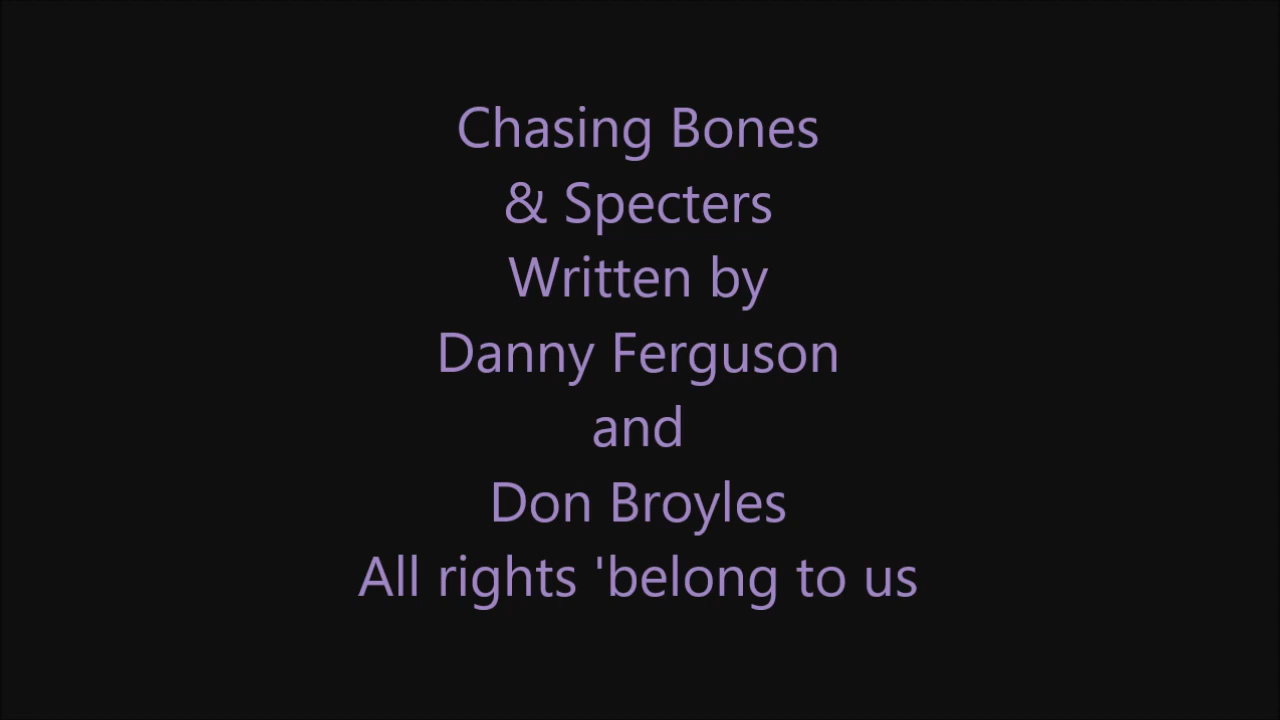 Chasing Bones
& Specters
Written by
Danny Ferguson
and
Don Broyles
All rights 'belong to us